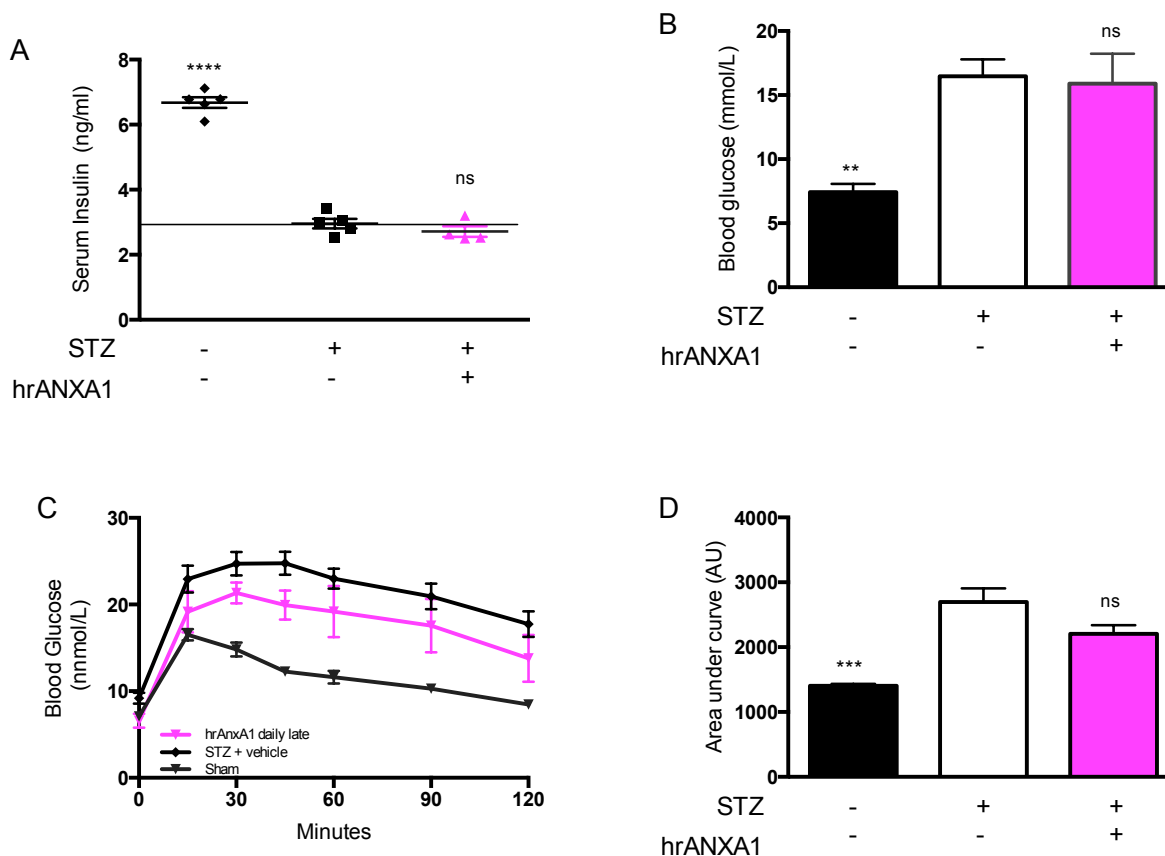 A
Serum Insulin (ng/ml)
8
6
4
2
0
****
ns
STZ - + +
hrANXA1 - - +
B
Blood glucose (mmol/L)
20
15
10
5
0
**
ns
STZ - + +
hrANXA1 - - +
C
Blood Glucose
(nnmol/L)
30
20
10
0
hrAnxA1 daily late
STZ + vehicle
Sham
0 30 60 90 120
Minutes
D
Area under curve (AU)
4000
3000
2000
1000
0
***
ns
STZ - + +
hrANXA1 - - +